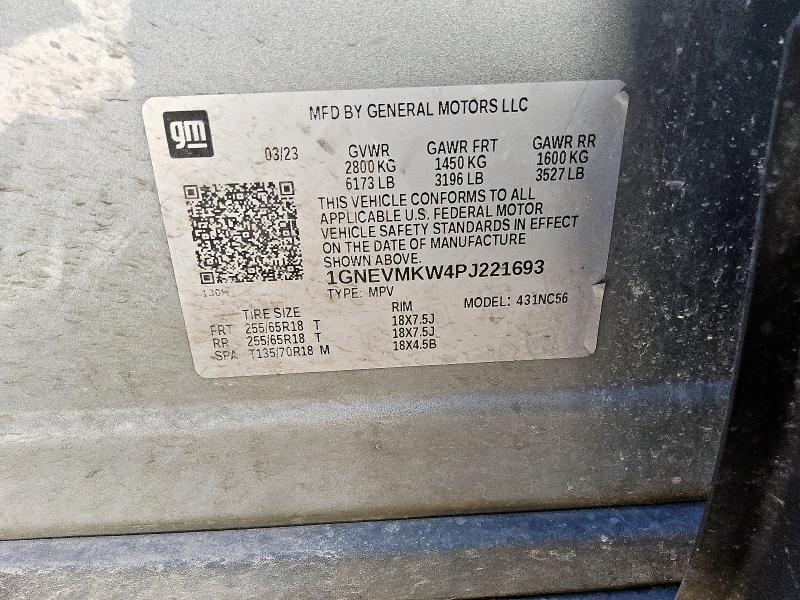 gm
MFD BY GENERAL MOTORS LLC
03/23 GVWR GAWR FRT GAWR RR
2800 KG 1450 KG 1600 KG
6173 LB 3196 LB 3527 LB
THIS VEHICLE CONFORMS TO ALL
APPLICABLE U.S. FEDERAL MOTOR
VEHICLE SAFETY STANDARDS IN EFFECT
ON THE DATE OF MANUFACTURE
SHOWN ABOVE.
1GNEVMKW4PJ221693
TYPE: MPV MODEL: 431NC56
TIRE SIZE RIM
FRT 255/65R18 T 18X7.5J
RR 255/65R18 T 18X7.5J
SPA T135/70R18 M 18X4.5B